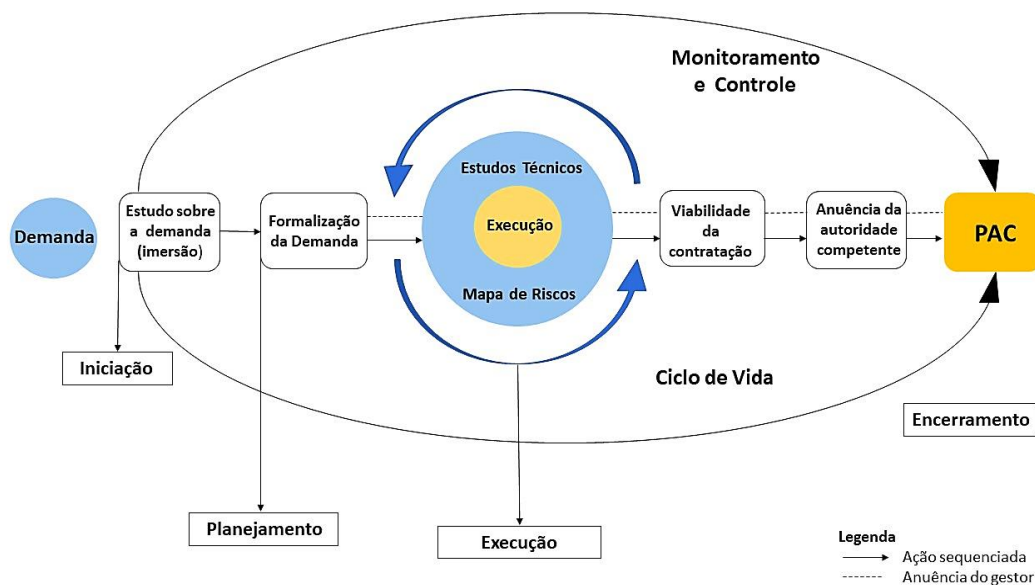 Monitoramento
e Controle
Demanda
Estudo sobre
a demanda
(imersão)
Formalização
da Demanda
Estudos Técnicos
Execução
Mapa de Riscos
Viabilidade
da
contratação
Anuência da
autoridade
competente
PAC
Iniciação
Ciclo de Vida
Encerramento
Planejamento
Execução
Legenda
Ação sequenciada
Anuência do gestor